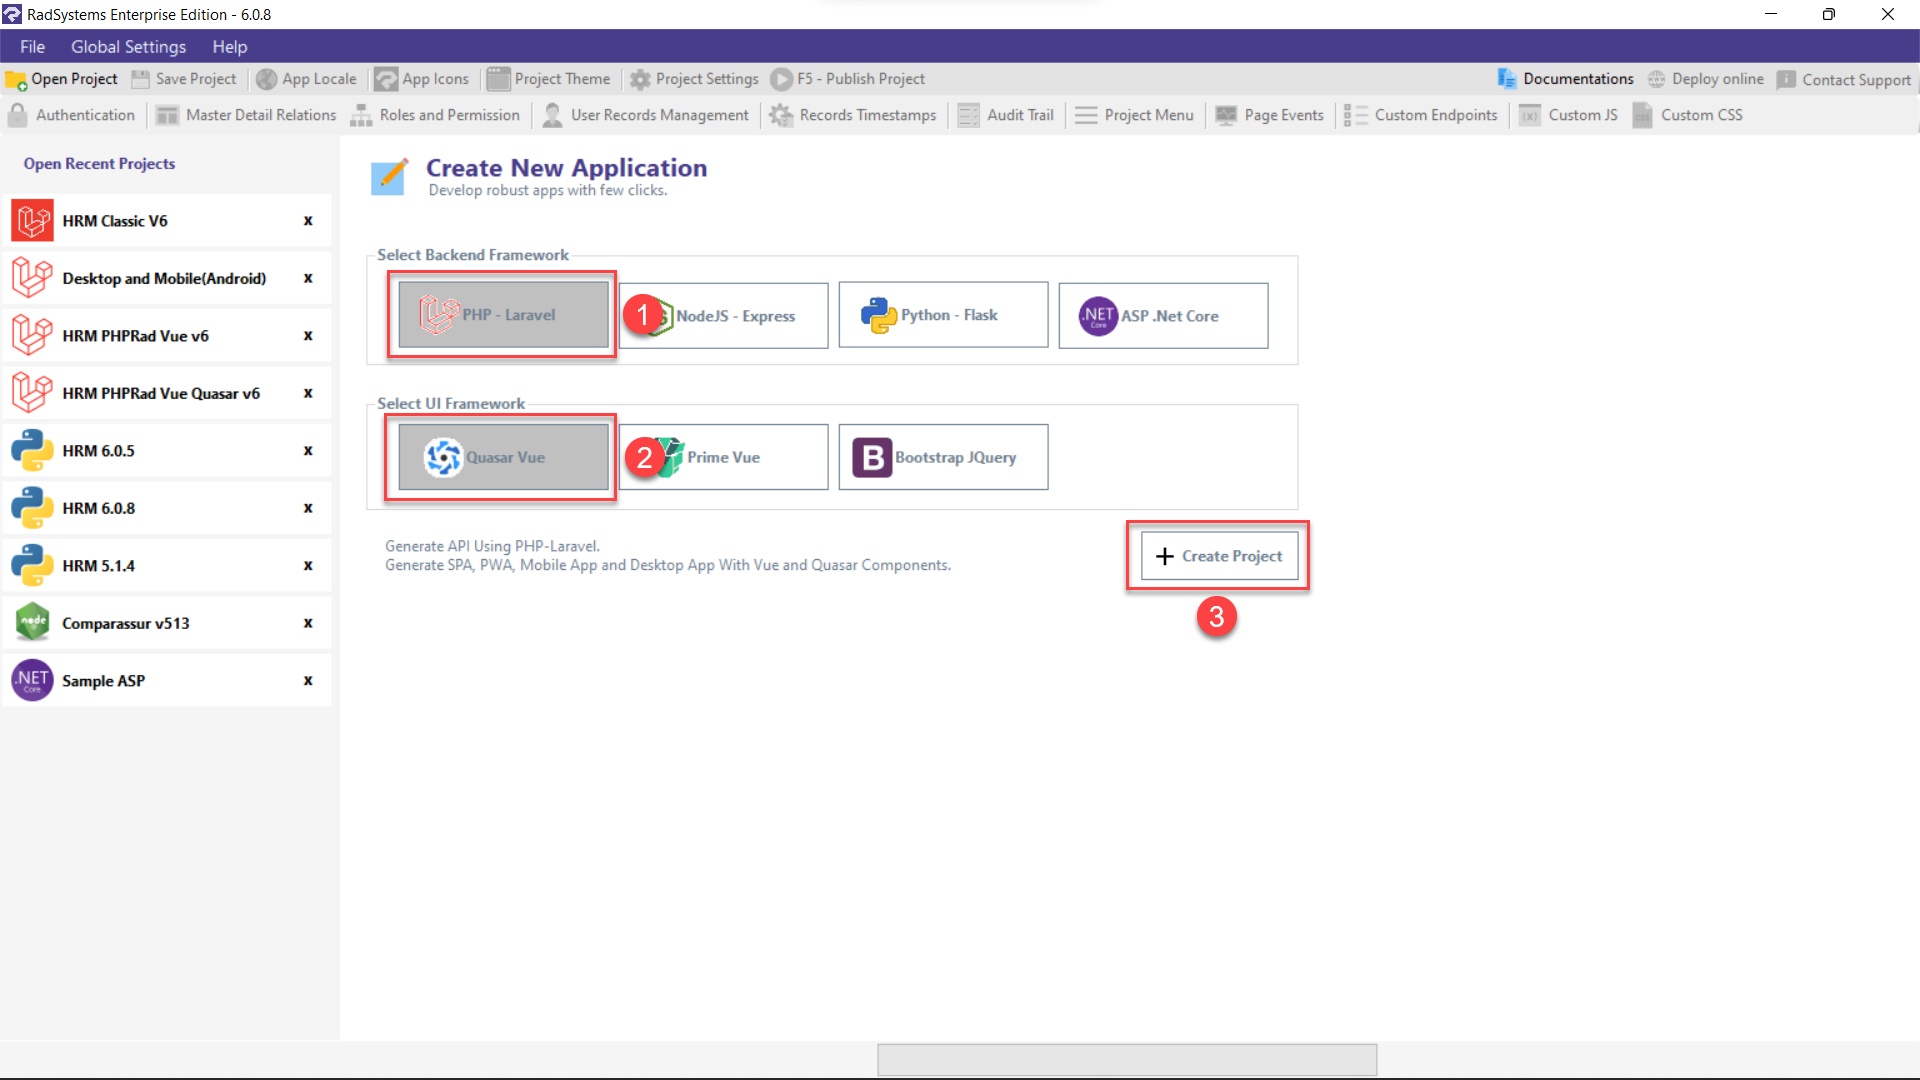 RadSystems Enterprise Edition - 6.0.8
File Global Settings Help
Open Project Save Project App Locale App Icons Project Theme Project Settings F5 - Publish Project Documentations Deploy online Contact Support
Authentication Master Detail Relations Roles and Permission User Records Management Records Timestamps Audit Trail Project Menu Page Events Custom Endpoints Custom JS Custom CSS
Open Recent Projects
HRM Classic V6 x
Desktop and Mobile(Android) x
HRM PHPRad Vue v6 x
HRM PHPRad Vue Quasar v6 x
HRM 6.0.5 x
HRM 6.0.8 x
HRM 5.1.4 x
node Comparassur v513 x
.NET Core Sample ASP x
Create New Application
Develop robust apps with few clicks.
Select Backend Framework
PHP - Laravel 1 NodeJS - Express Python - Flask .NET Core ASP .Net Core
Select UI Framework
Quasar Vue 2 Prime Vue B Bootstrap JQuery
Generate API Using PHP-Laravel.
Generate SPA, PWA, Mobile App and Desktop App With Vue and Quasar Components.
+ Create Project
3